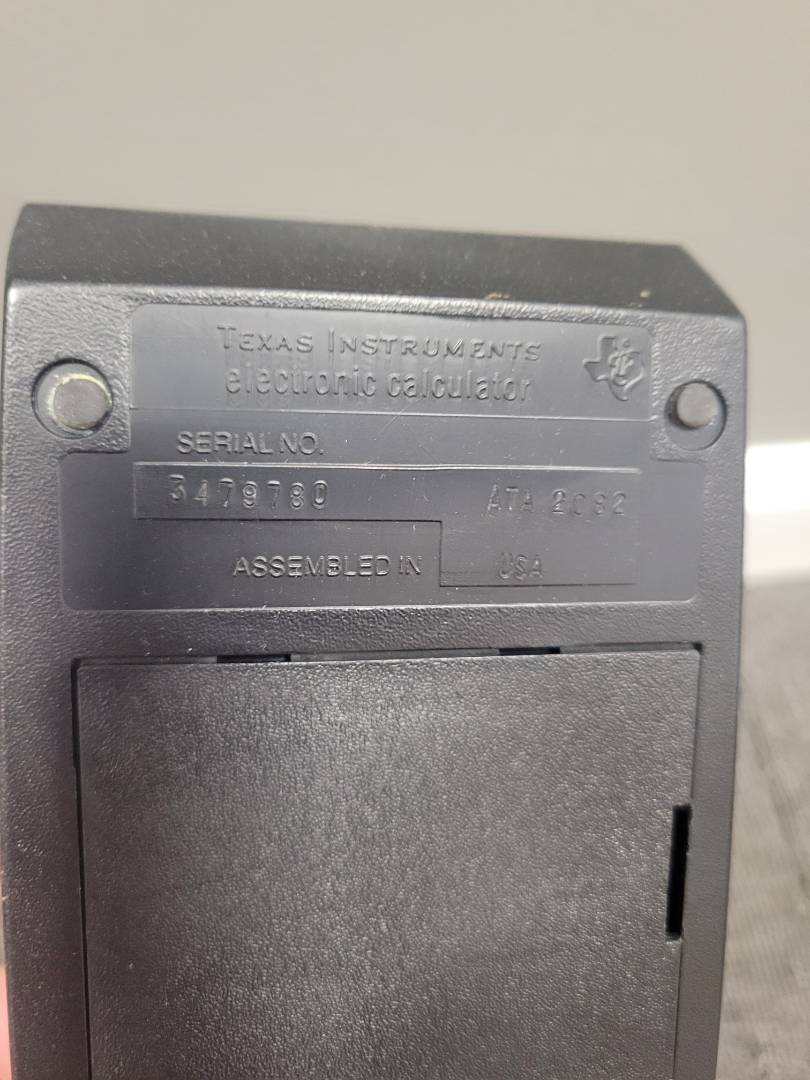 TEXAS INSTRUMENTS
electronic calculator
SERIAL NO.
3479780 ATA 2082
ASSEMBLED IN USA